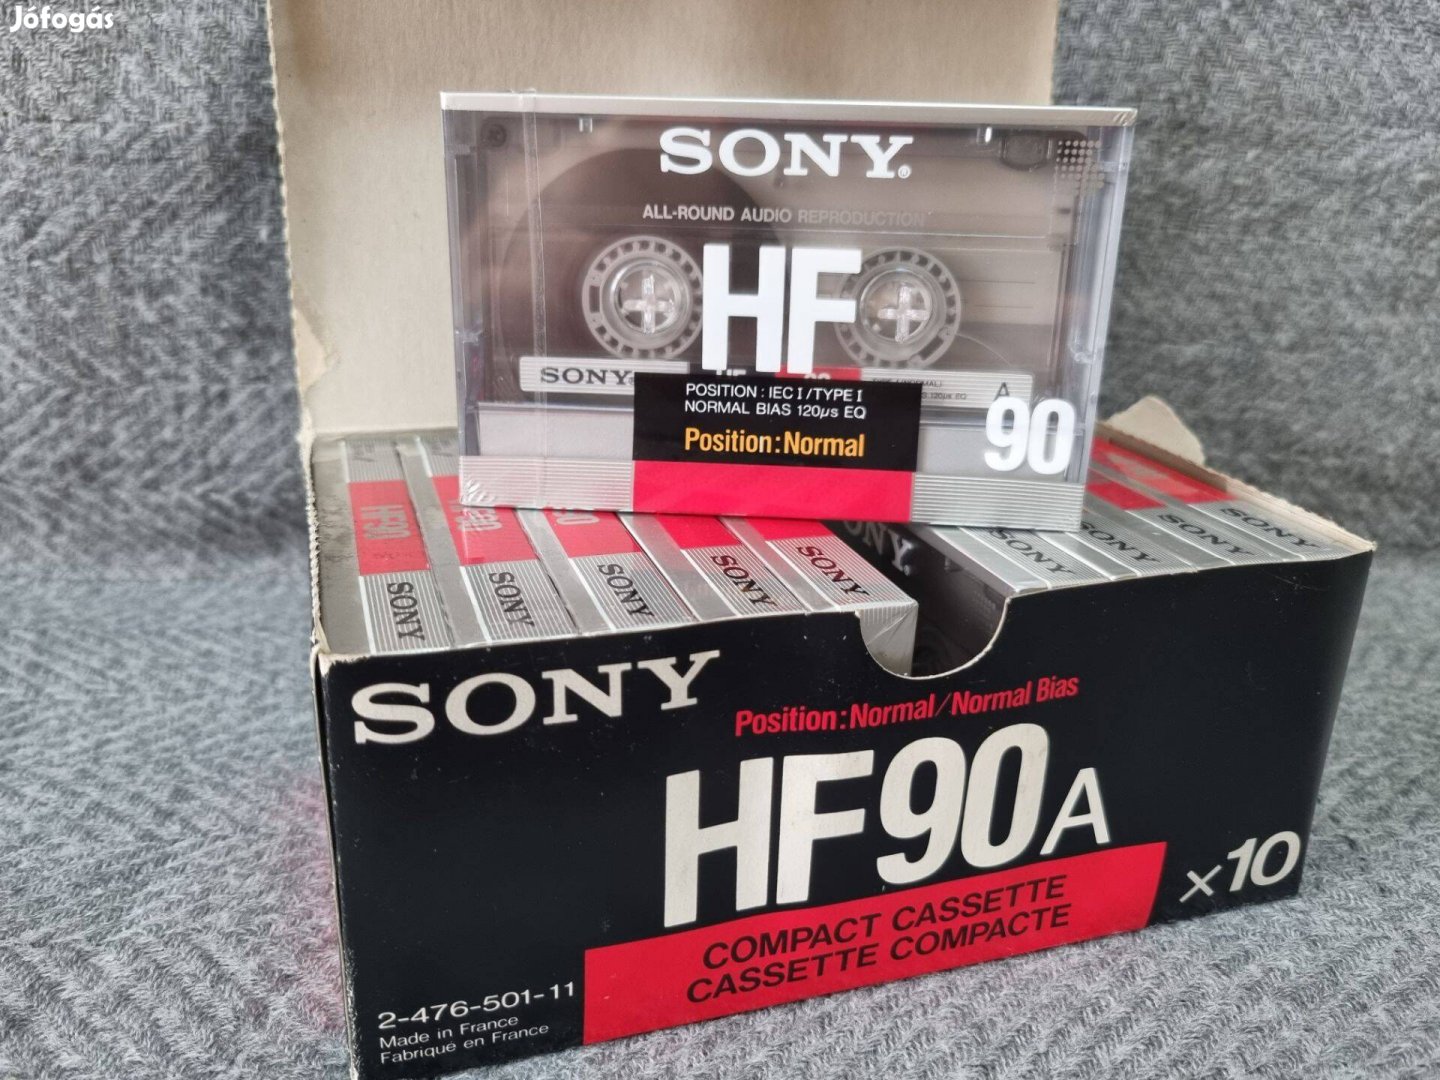 Jófogás
SONY®
ALL-ROUND AUDIO REPRODUCTION
HF
SONY
A
POSITION : IEC I / TYPE I
NORMAL BIAS 120µs EQ
Position:Normal
90
SONY
SONY
SONY
SONY
SONY
SONY
SONY
SONY
SONY
SONY
SONY
Position:Normal/Normal Bias
HF90A
COMPACT CASSETTE
CASSETTE COMPACTE
×10
2-476-501-11
Made in France
Fabriqué en France